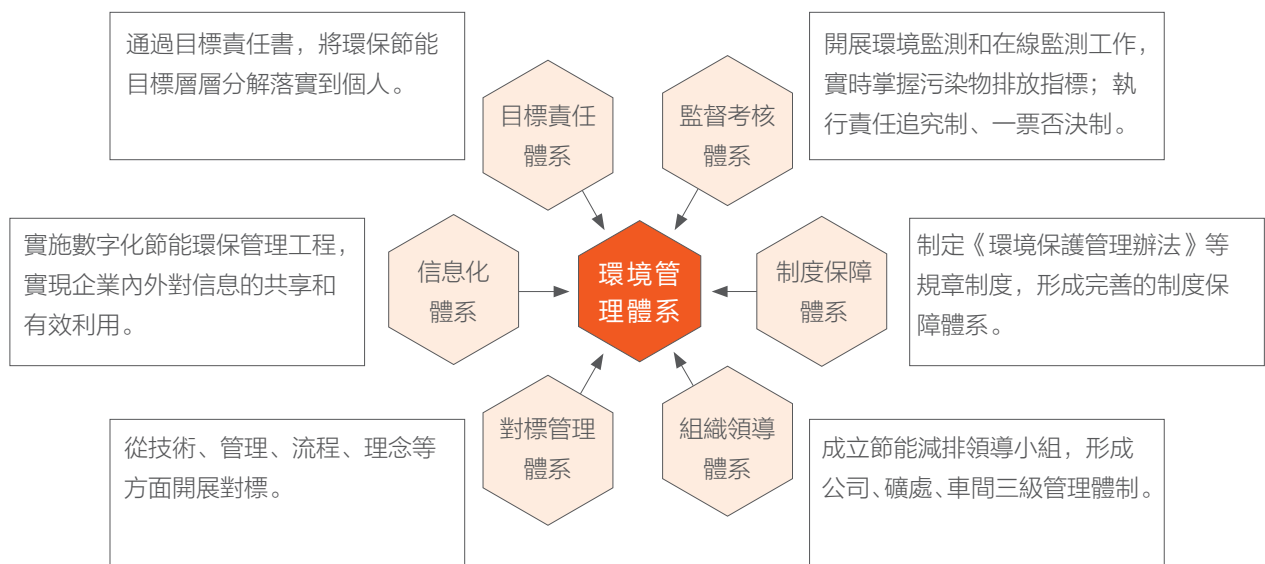 通過目標責任書，將環保節能
目標層層分解落實到個人。
目標責任
體系
監督考核
體系
開展環境監測和在線監測工作，
實時掌握污染物排放指標；執
行責任追究制、一票否決制。
實施數字化節能環保管理工程，
實現企業內外對信息的共享和
有效利用。
信息化
體系
環境管
理體系
制度保障
體系
制定《環境保護管理辦法》等
規章制度，形成完善的制度保
障體系。
從技術、管理、流程、理念等
方面開展對標。
對標管理
體系
組織領導
體系
成立節能減排領導小組，形成
公司、礦處、車間三級管理體制。